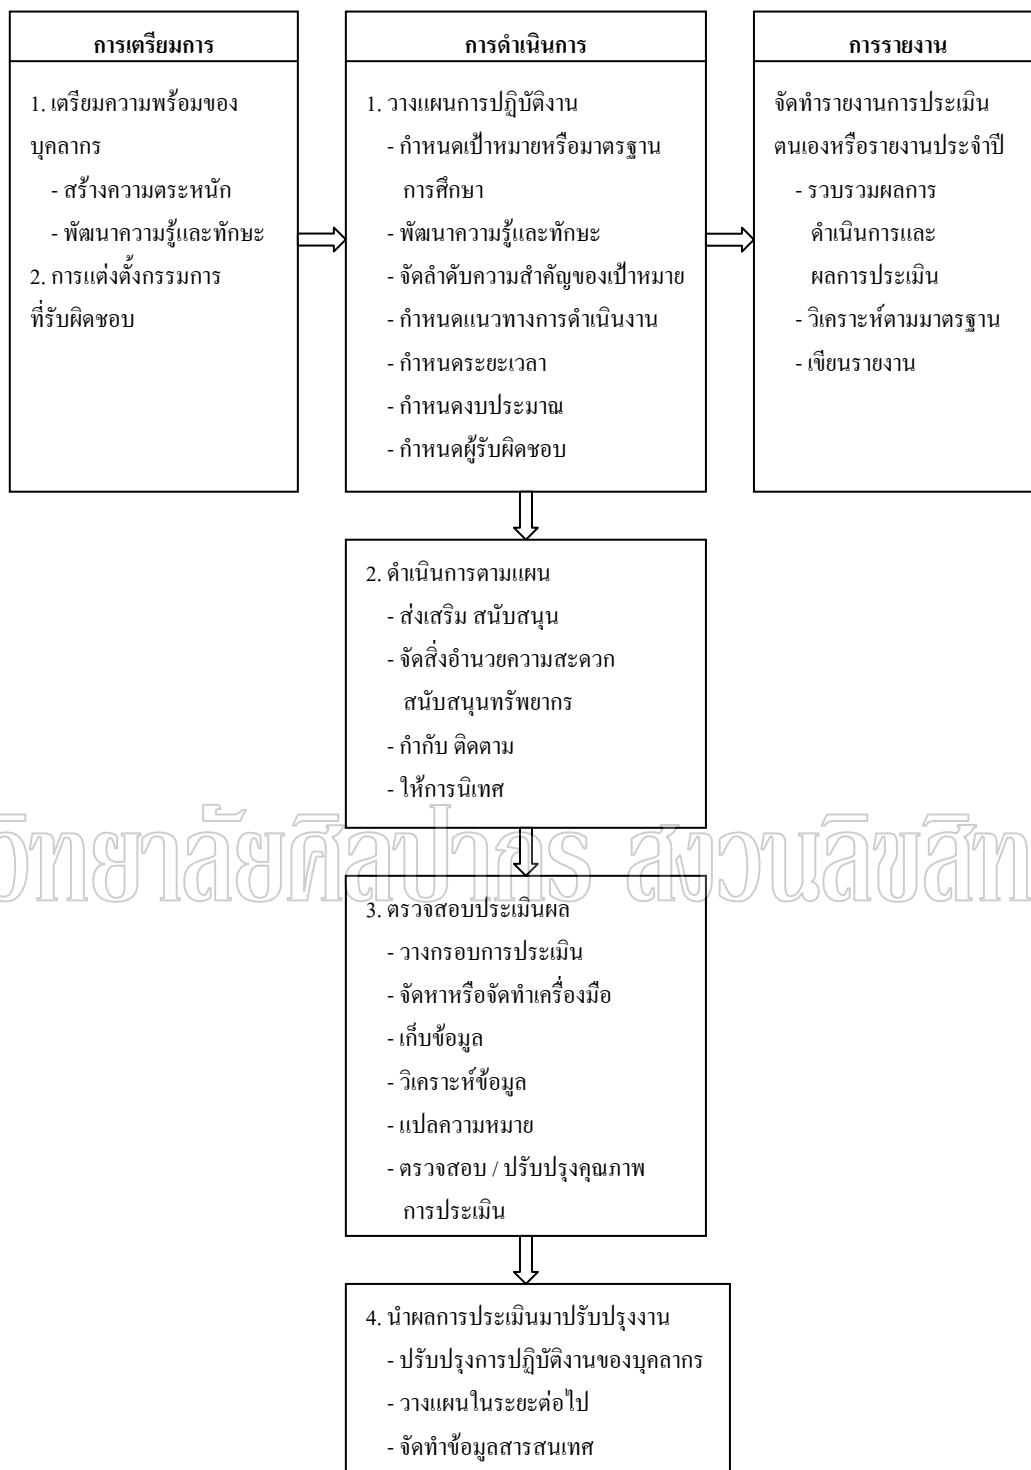 การเตรียมการ
1. เตรียมความพร้อมของ
บุคลากร
- สร้างความตระหนัก
- พัฒนาความรู้และทักษะ
2. การแต่งตั้งกรรมการ
ที่รับผิดชอบ
การดำเนินการ
1. วางแผนการปฏิบัติงาน
- กำหนดเป้าหมายหรือมาตรฐาน
การศึกษา
- พัฒนาความรู้และทักษะ
- จัดลำดับความสำคัญของเป้าหมาย
- กำหนดแนวทางการดำเนินงาน
- กำหนดระยะเวลา
- กำหนดงบประมาณ
- กำหนดผู้รับผิดชอบ
การรายงาน
จัดทำรายงานการประเมิน
ตนเองหรือรายงานประจำปี
- รวบรวมผลการ
ดำเนินการและ
ผลการประเมิน
- วิเคราะห์ตามมาตรฐาน
- เขียนรายงาน
2. ดำเนินการตามแผน
- ส่งเสริม สนับสนุน
- จัดสิ่งอำนวยความสะดวก
สนับสนุนทรัพยากร
- กำกับ ติดตาม
- ให้การนิเทศ
วิทยาลัยศิลปากร สงวนลิขสิท
3. ตรวจสอบประเมินผล
- วางกรอบการประเมิน
- จัดหาหรือจัดทำเครื่องมือ
- เก็บข้อมูล
- วิเคราะห์ข้อมูล
- แปลความหมาย
- ตรวจสอบ / ปรับปรุงคุณภาพ
การประเมิน
4. นำผลการประเมินมาปรับปรุงงาน
- ปรับปรุงการปฏิบัติงานของบุคลากร
- วางแผนในระยะต่อไป
- จัดทำข้อมูลสารสนเทศ